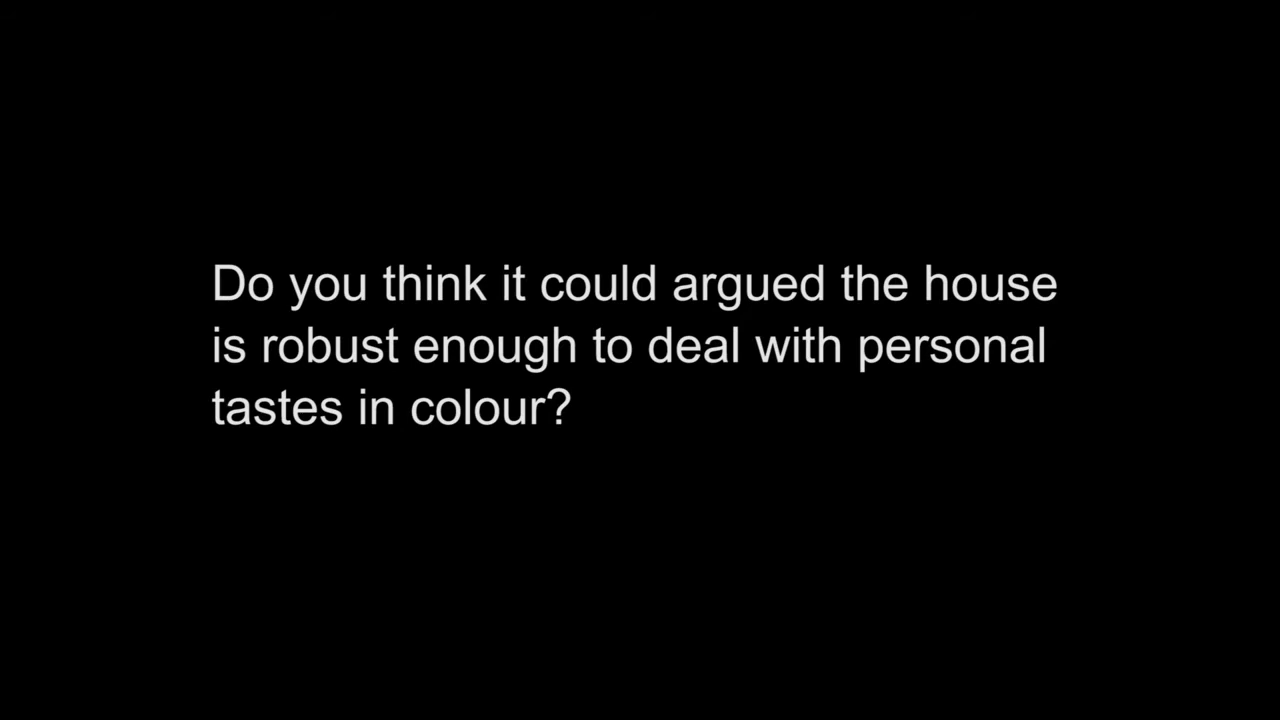 Do you think it could argued the house
is robust enough to deal with personal
tastes in colour?